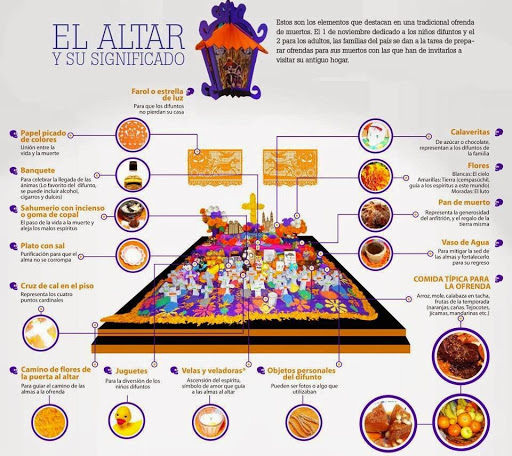 EL ALTAR
Y SU SIGNIFICADO
Estos son los elementos que destacan en una tradicional ofrenda
de muertos. El 1 de noviembre dedicado a los niños difuntos y el
2 para los adultos, las familias del país se dan a la tarea de prepa-
rar ofrendas para sus muertos con las que han de invitarlos a
visitar su antiguo hogar.
Farol o estrella
de luz
Para que los difuntos
no pierdan su casa
Papel picado de
colores
Unión entre
la vida y la muerte
Banquete
Para celebrar la llegada de las
ánimas (Lo favorito del difunto,
se puede incluir alcohol,
cigarros y dulces)
Sahumerio con incienso
o goma de copal
El paso de la vida a la muerte y
aleja los malos espíritus
Plato con sal
Purificación para que el
alma no se corrompa
Cruz de cal en el piso
Representa los cuatro
puntos cardinales
Calaveritas
De azúcar o chocolate,
representan a los difuntos
de la familia
Flores
Blancas: El cielo
Amarillas: Tierra (cempasúchil,
guía a los espíritus a este mundo)
Moradas: El luto
Pan de muerto
Representa la generosidad
del anfitrión, y el regalo de la
tierra misma
Vaso de Agua
Para mitigar la sed de
las almas y fortalecerlo
para su regreso
COMIDA TÍPICA PARA
LA OFRENDA
Arroz, mole, calabaza en tacha,
frutas de la temporada
(naranjas, cañas, Tejocotes,
jícamas, mandarinas etc.)
Camino de flores de
la puerta al altar
Para guiar el camino de las
almas a la ofrenda
Juguetes
Para la diversión de los
niños difuntos
Velas y veladoras*
Ascensión del espíritu,
símbolo de amor que guía
a las almas el altar
Objetos personales
del difunto
Pueden ser fotos o algo que
utilizaban